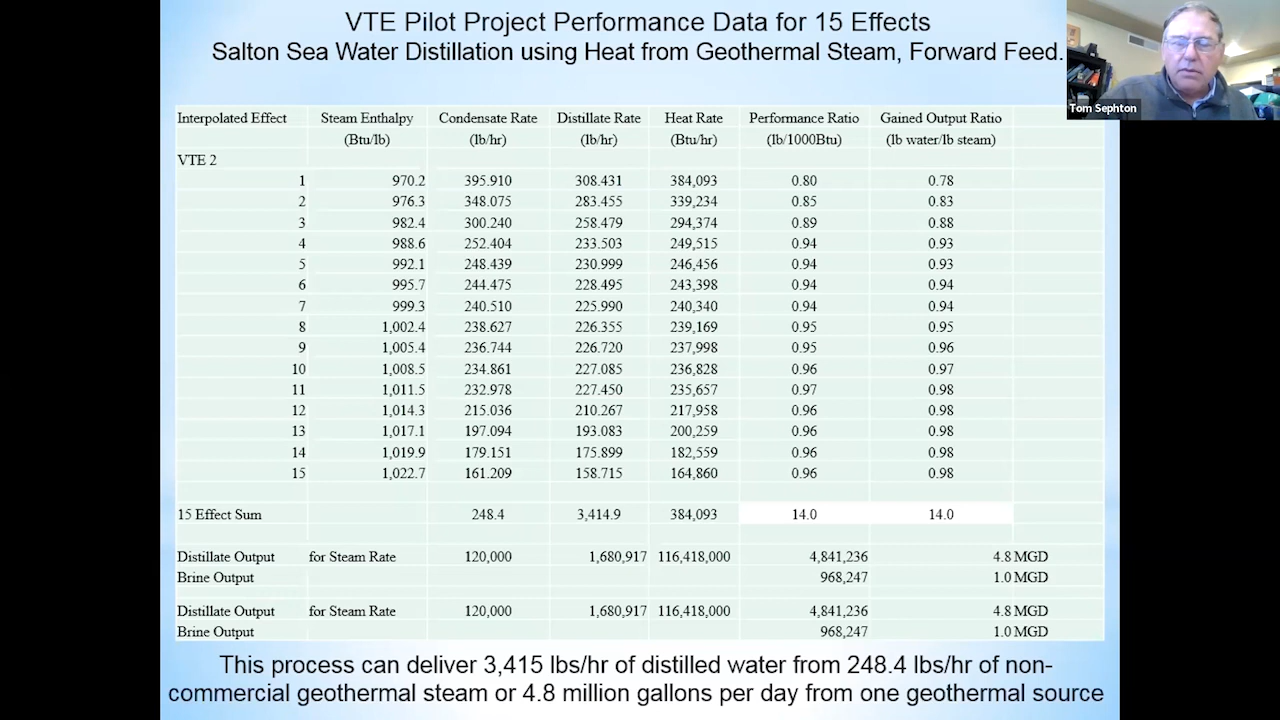 VTE Pilot Project Performance Data for 15 Effects
Salton Sea Water Distillation using Heat from Geothermal Steam, Forward Feed.
Tom Sephton
Interpolated Effect Steam Enthalpy Condensate Rate Distillate Rate Heat Rate Performance Ratio Gained Output Ratio
(Btu/lb) (lb/hr) (lb/hr) (Btu/hr) (lb/1000Btu) (lb water/lb steam)
VTE 2
1 970.2 395.910 308.431 384,093 0.80 0.78
2 976.3 348.075 283.455 339,234 0.85 0.83
3 982.4 300.240 258.479 294,374 0.89 0.88
4 988.6 252.404 233.503 249,515 0.94 0.93
5 992.1 248.439 230.999 246,456 0.94 0.93
6 995.7 244.475 228.495 243,398 0.94 0.94
7 999.3 240.510 225.990 240,340 0.94 0.94
8 1,002.4 238.627 226.355 239,169 0.95 0.95
9 1,005.4 236.744 226.720 237,998 0.95 0.96
10 1,008.5 234.861 227.085 236,828 0.96 0.97
11 1,011.5 232.978 227.450 235,657 0.97 0.98
12 1,014.3 215.036 210.267 217,958 0.96 0.98
13 1,017.1 197.094 193.083 200,259 0.96 0.98
14 1,019.9 179.151 175.899 182,559 0.96 0.98
15 1,022.7 161.209 158.715 164,860 0.96 0.98
15 Effect Sum 248.4 3,414.9 384,093 14.0 14.0
Distillate Output for Steam Rate 120,000 1,680,917 116,418,000 4,841,236 4.8 MGD
Brine Output 968,247 1.0 MGD
Distillate Output for Steam Rate 120,000 1,680,917 116,418,000 4,841,236 4.8 MGD
Brine Output 968,247 1.0 MGD
This process can deliver 3,415 lbs/hr of distilled water from 248.4 lbs/hr of non-
commercial geothermal steam or 4.8 million gallons per day from one geothermal source